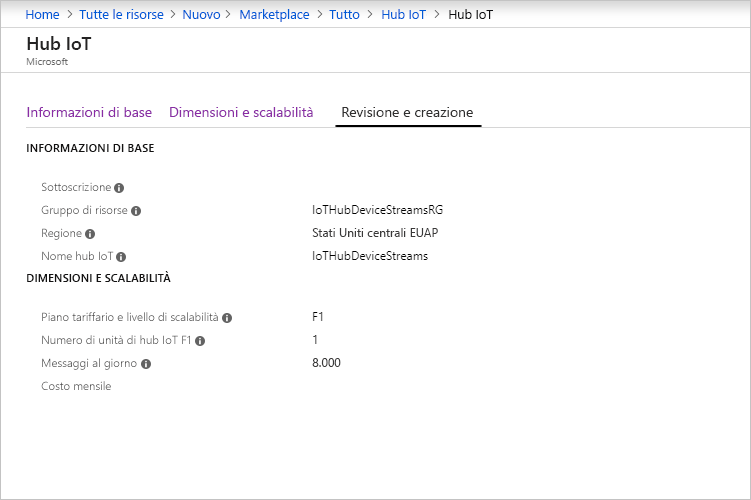 Home > Tutte le risorse > Nuovo > Marketplace > Tutto > Hub IoT > Hub IoT
Hub IoT
Microsoft
Informazioni di base Dimensioni e scalabilità Revisione e creazione
INFORMAZIONI DI BASE
Sottoscrizione
Gruppo di risorse IoTHubDeviceStreamsRG
Regione Stati Uniti centrali EUAP
Nome hub IoT IoTHubDeviceStreams
DIMENSIONI E SCALABILITÀ
Piano tariffario e livello di scalabilità F1
Numero di unità di hub IoT F1 1
Messaggi al giorno 8.000
Costo mensile